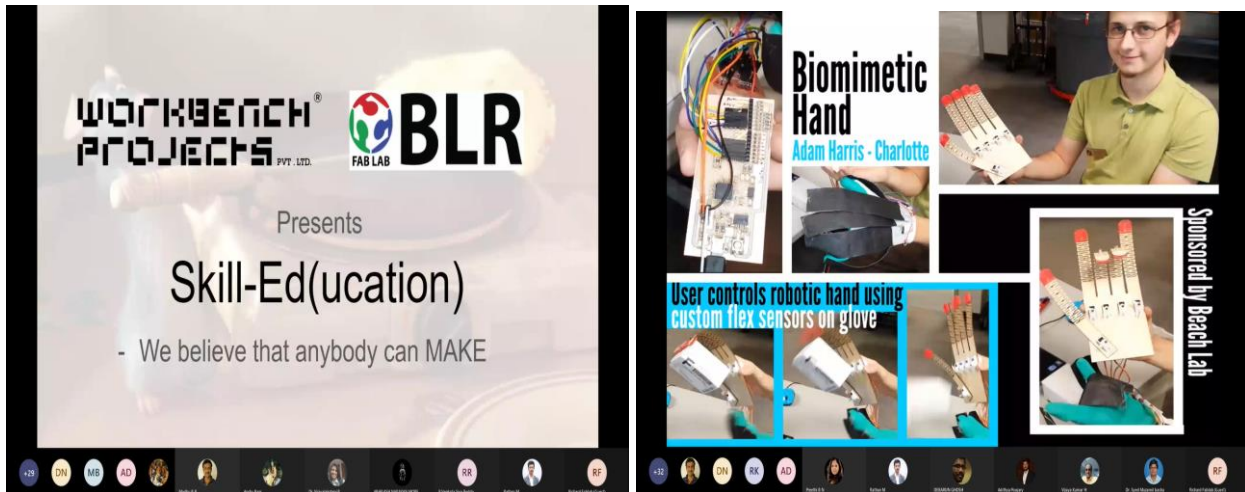 WORKBENCH®
PROJECTS PVT. LTD.
FAB LAB
BLR
Presents
Skill-Ed(ucation)
- We believe that anybody can MAKE
+29
DN
MB
AD
RR
RF
Biomimetic
Hand
Adam Harris - Charlotte
User controls robotic hand using
custom flex sensors on glove
Sponsored by Beach Lab
+32
DN
RK
AD
RF